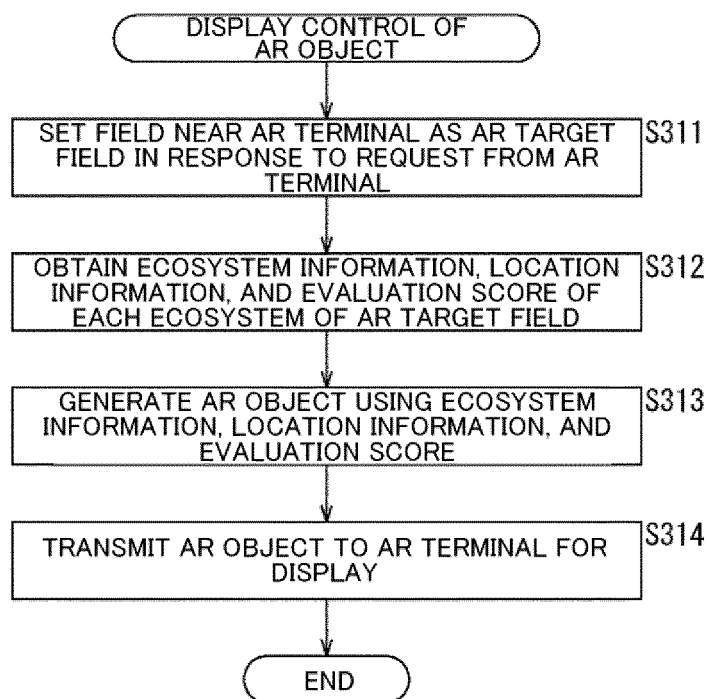 DISPLAY CONTROL OF
AR OBJECT
SET FIELD NEAR AR TERMINAL AS AR TARGET
FIELD IN RESPONSE TO REQUEST FROM AR
TERMINAL
S311
OBTAIN ECOSYSTEM INFORMATION, LOCATION
INFORMATION, AND EVALUATION SCORE OF
EACH ECOSYSTEM OF AR TARGET FIELD
S312
GENERATE AR OBJECT USING ECOSYSTEM
INFORMATION, LOCATION INFORMATION, AND
EVALUATION SCORE
S313
TRANSMIT AR OBJECT TO AR TERMINAL FOR
DISPLAY
S314
END